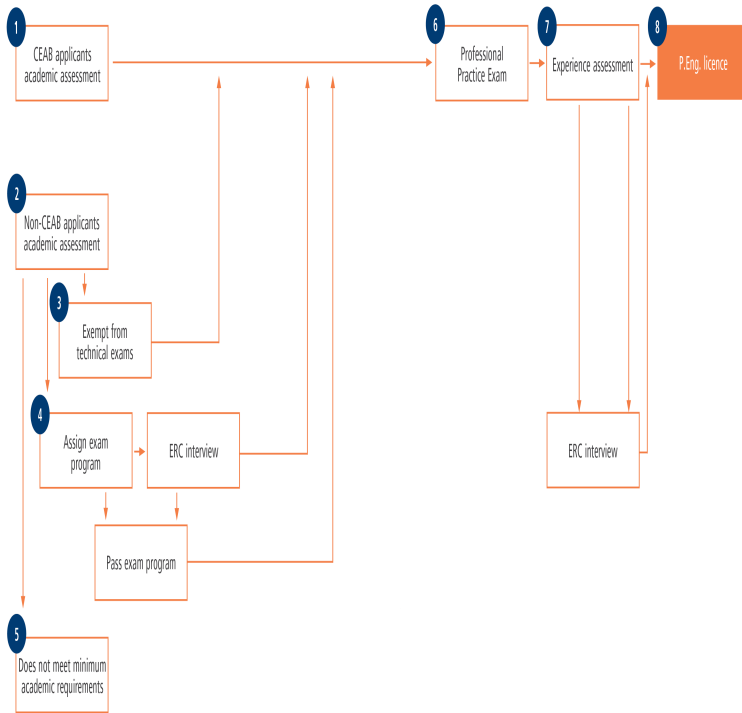 1
CEAB applicants
academic assessment
6
Professional
Practice Exam
7
Experience assessment
8
P.Eng. licence
2
Non-CEAB applicants
academic assessment
3
Exempt from
technical exams
4
Assign exam
program
ERC interview
ERC interview
Pass exam program
5
Does not meet minimum
academic requirements